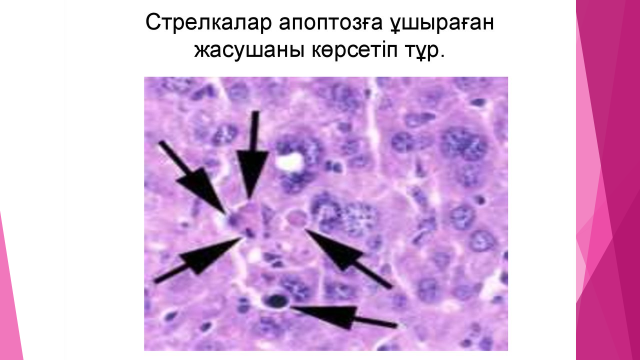 Стрелкалар апоптозға ұшыраған
жасушаны көрсетіп тұр.